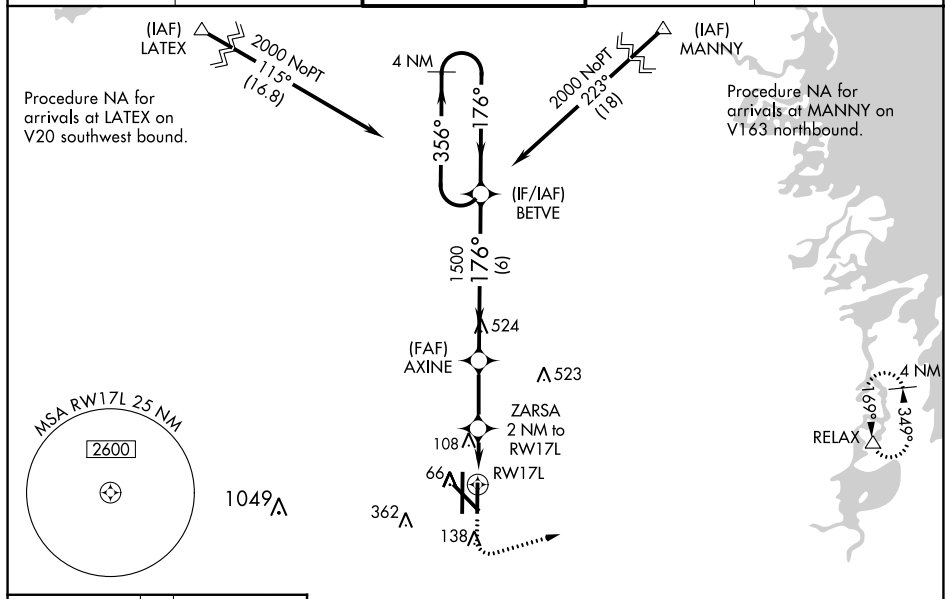 (IAF)
LATEX
2000 NoPT
115°
(16.8)
Procedure NA for
arrivals at LATEX on
V20 southwest bound.
4 NM
356°
176°
(IAF)
MANNY
2000 NoPT
223°
(18)
Procedure NA for
arrivals at MANNY on
V163 northbound.
(IF/IAF)
BETVE
1500
176°
(6)
524
(FAF)
AXINE
523
ZARSA
2 NM to
RW17L
108
RW17L
66
362
138
1049
MSA RW17L 25 NM
2600
4 NM
169°
349°
RELAX